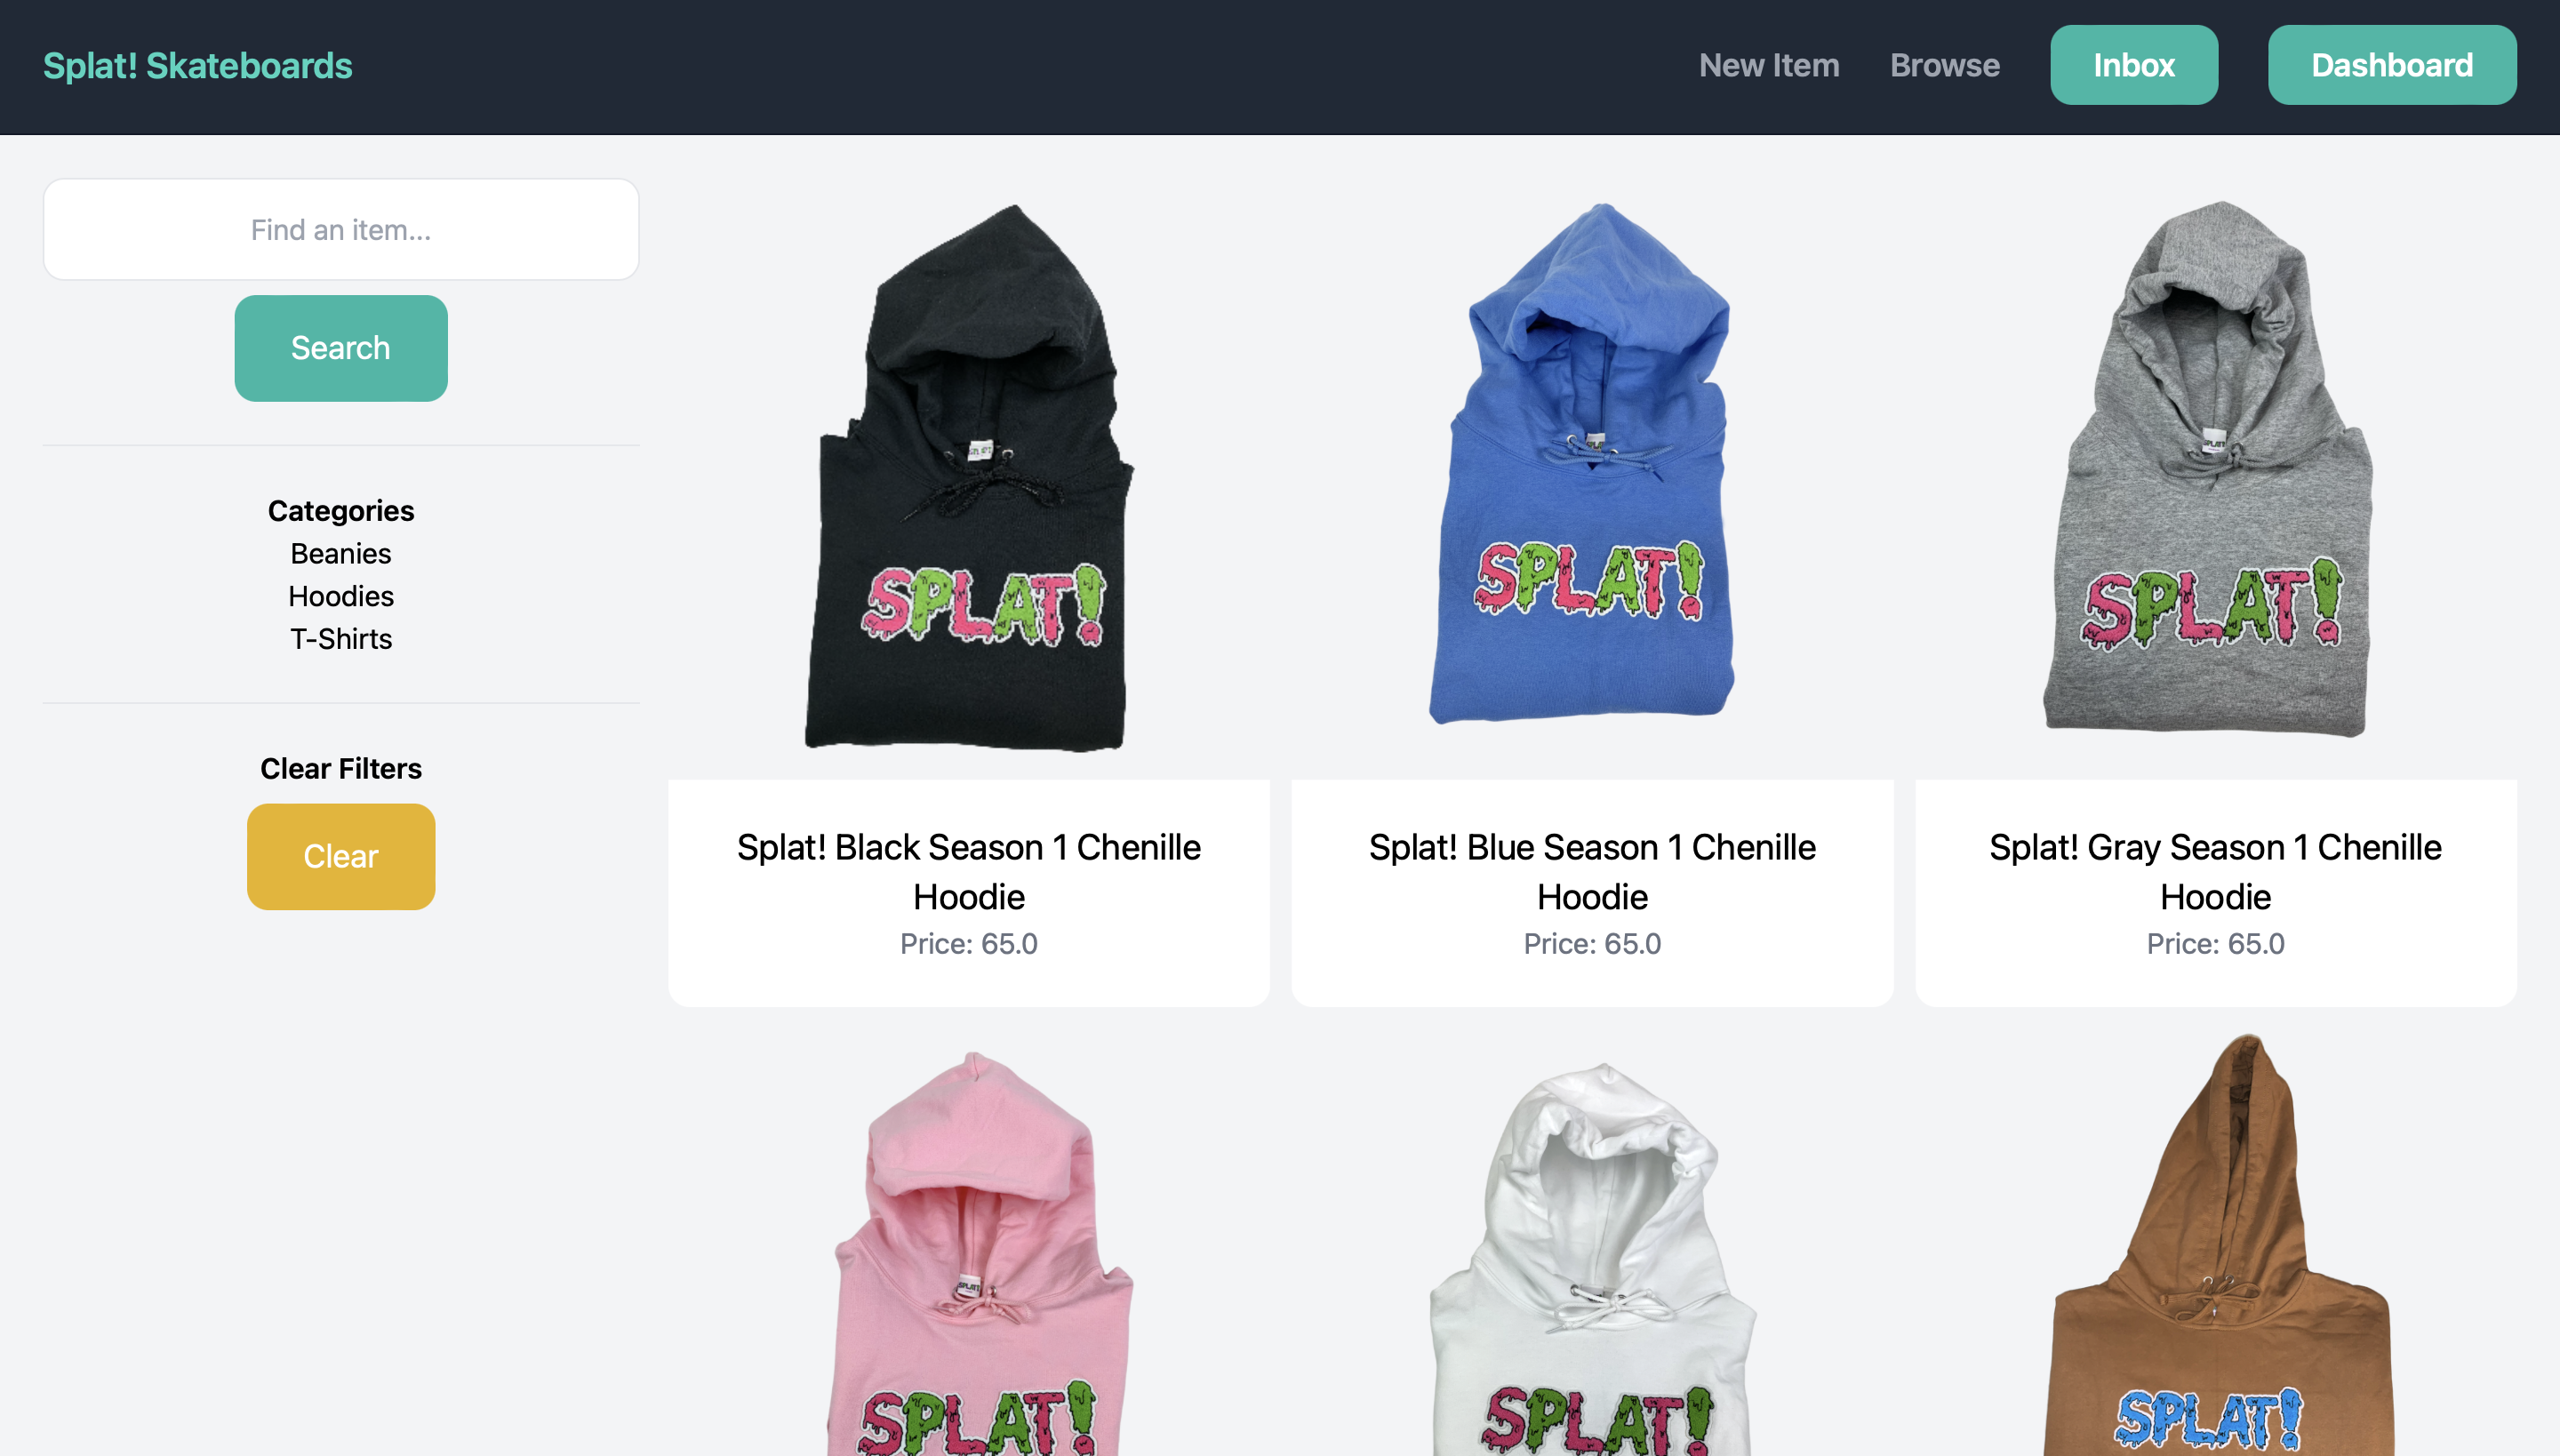 Splat! Skateboards
New Item
Browse
Inbox
Dashboard
Find an item...
Search
Categories
Beanies
Hoodies
T-Shirts
Clear Filters
Clear
SPLAT!
SPLAT!
SPLAT!
Splat! Black Season 1 Chenille
Hoodie
Price: 65.0
Splat! Blue Season 1 Chenille
Hoodie
Price: 65.0
Splat! Gray Season 1 Chenille
Hoodie
Price: 65.0
SPLAT!
SPLAT!
SPLAT!